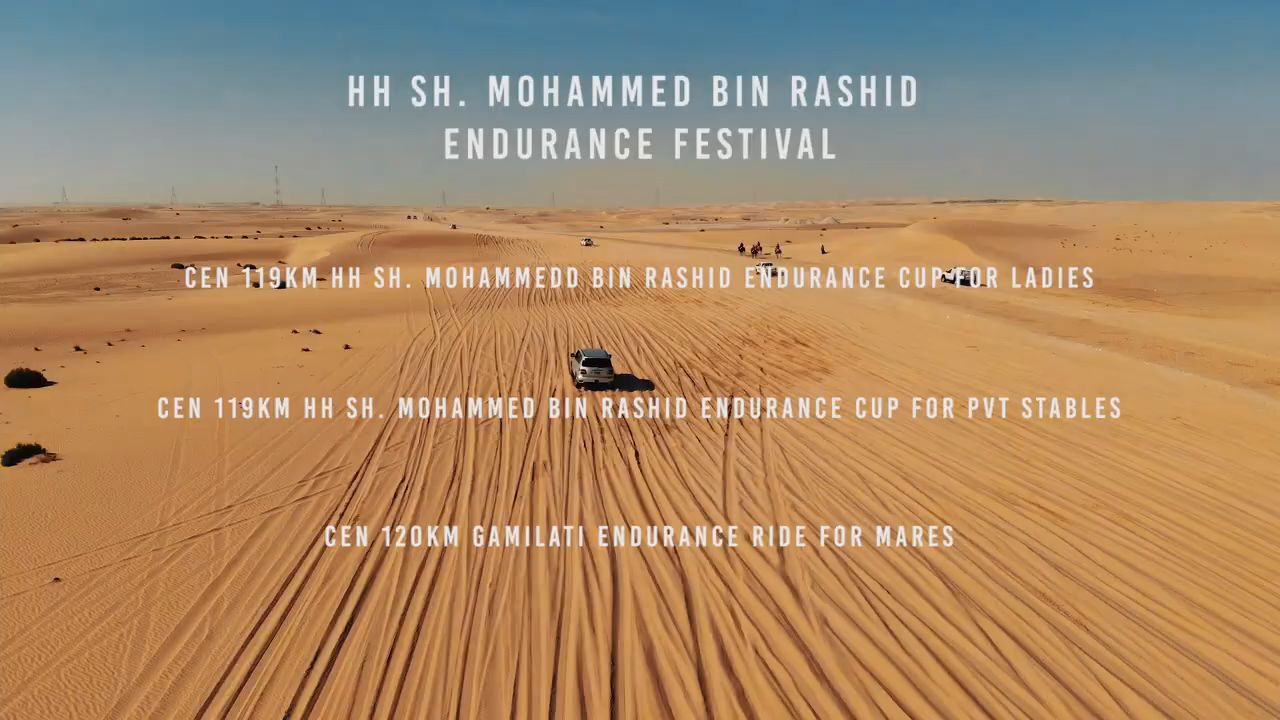 HH SH. MOHAMMED BIN RASHID
ENDURANCE FESTIVAL
CEN 119KM HH SH. MOHAMMEDD BIN RASHID ENDURANCE CUP FOR LADIES
CEN 119KM HH SH. MOHAMMED BIN RASHID ENDURANCE CUP FOR PVT STABLES
CEN 120KM GAMILATI ENDURANCE RIDE FOR MARES